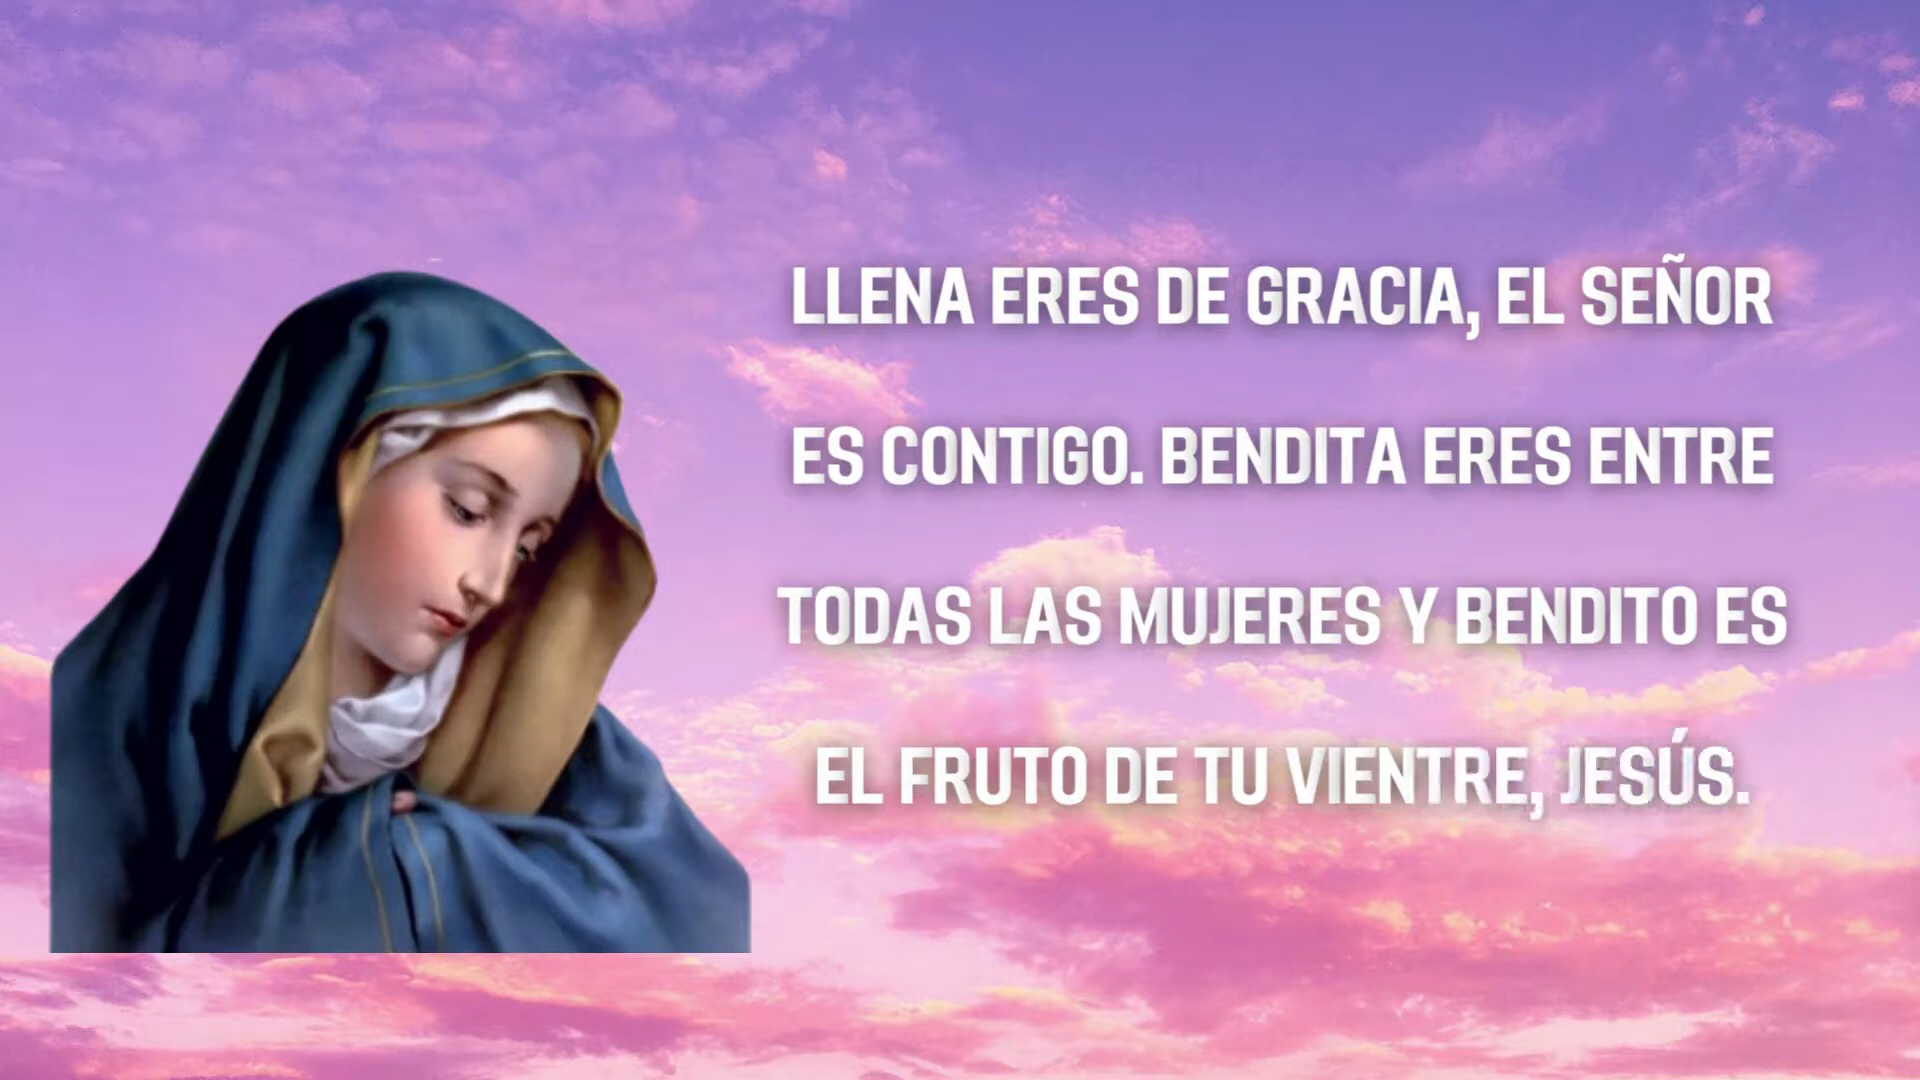 LLENA ERES DE GRACIA, EL SEÑOR
ES CONTIGO. BENDITA ERES ENTRE
TODAS LAS MUJERES Y BENDITO ES
EL FRUTO DE TU VIENTRE, JESÚS.